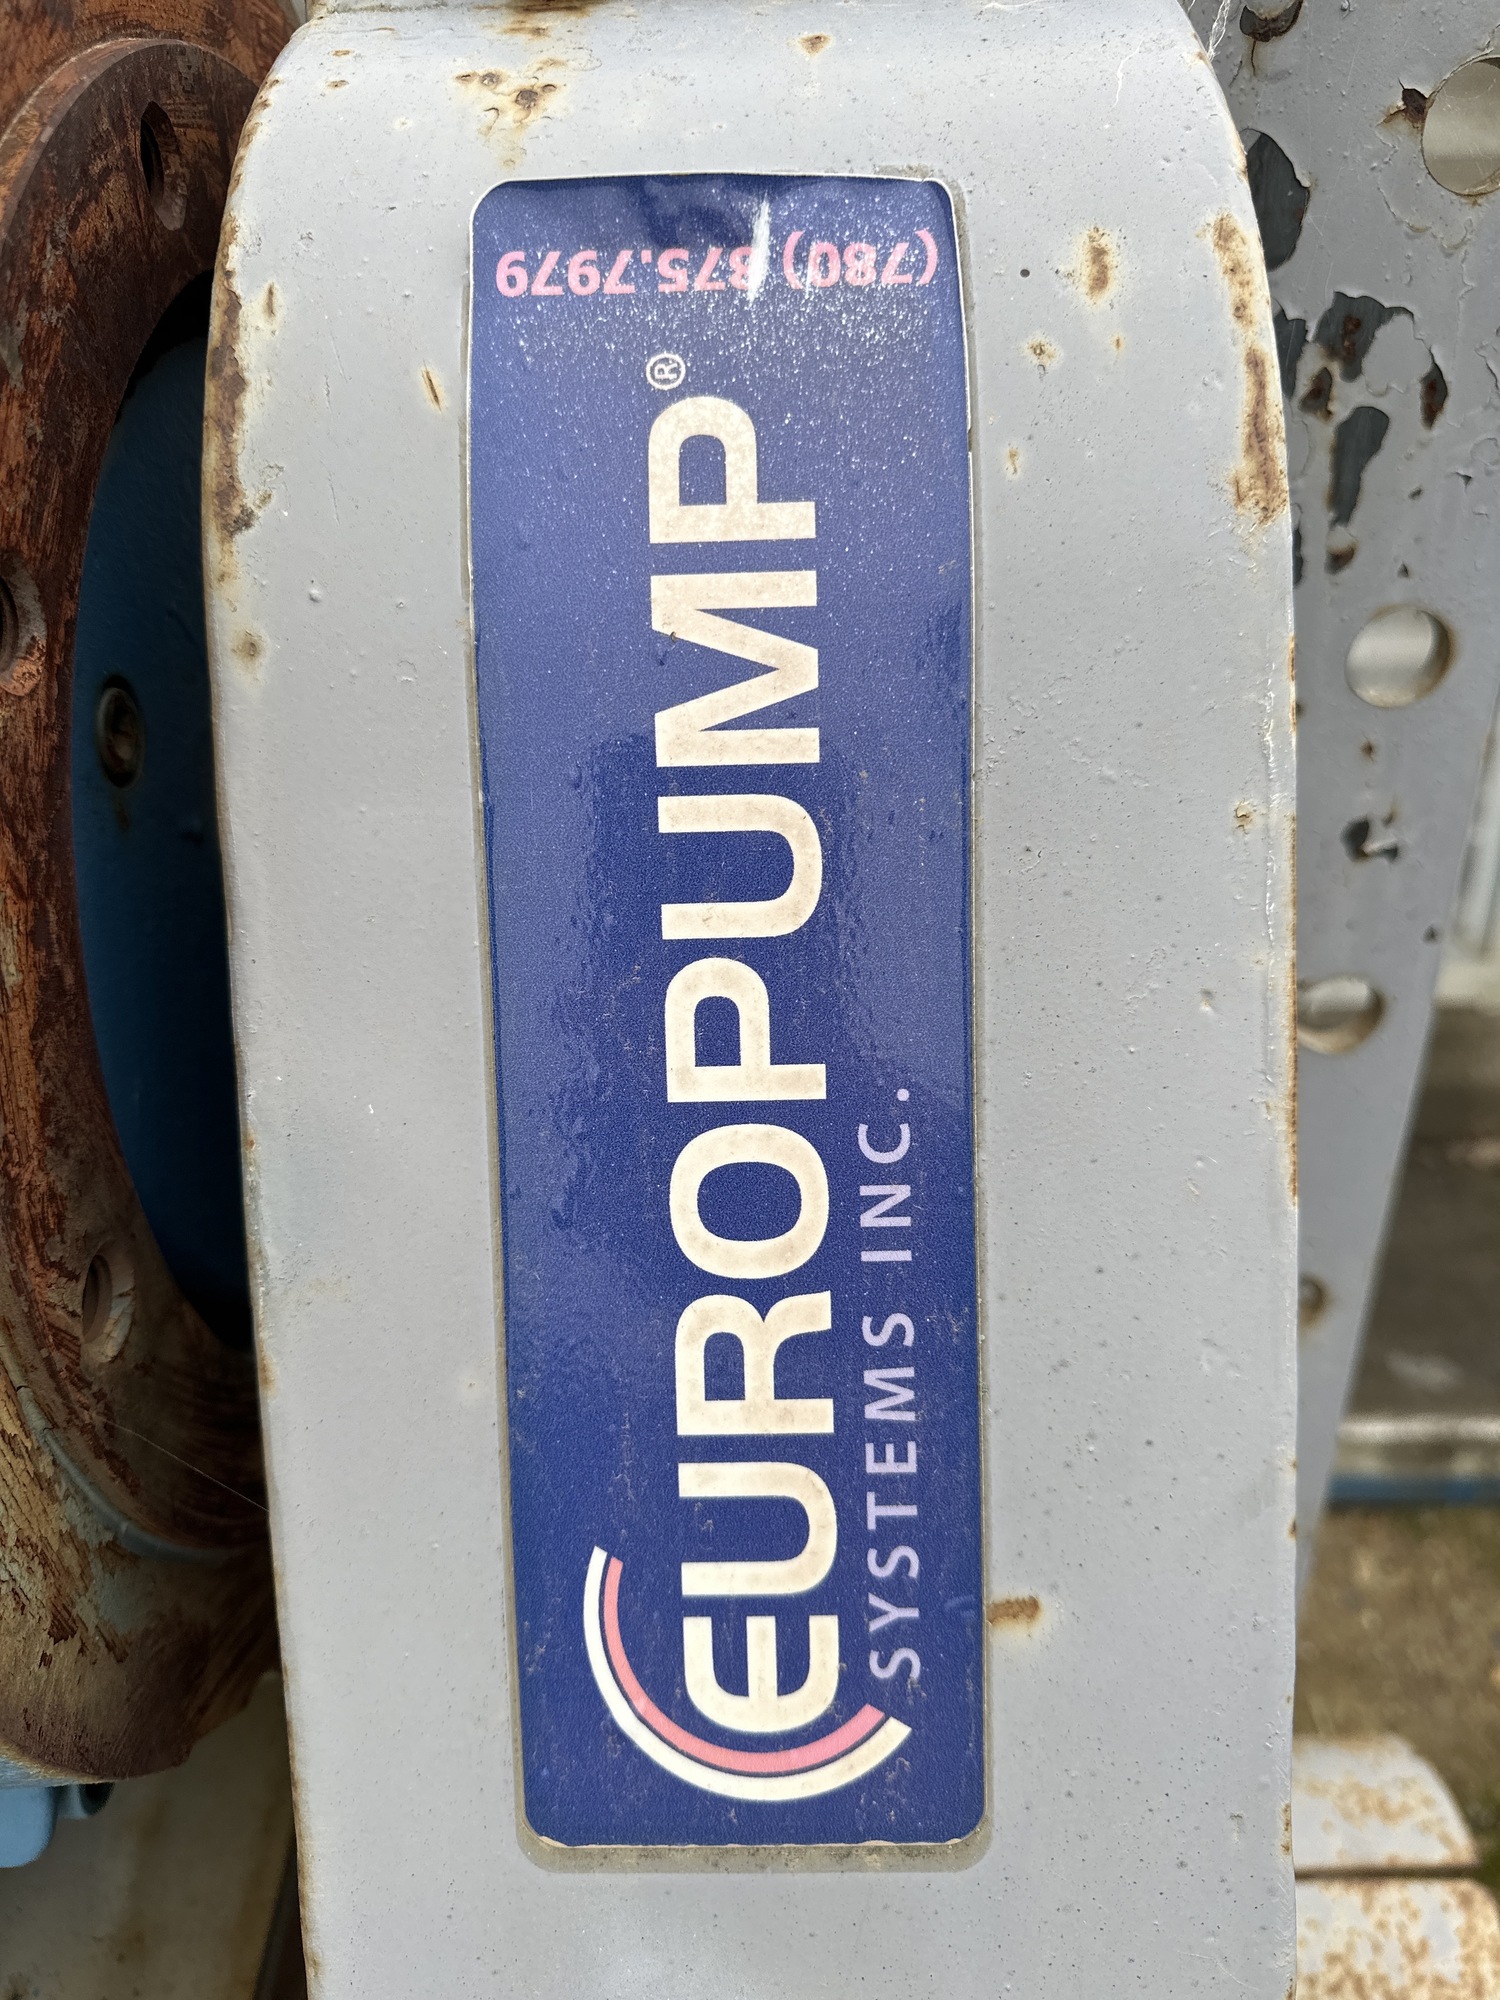 EUROPUMP®
SYSTEMS INC.
(780) 875.7979